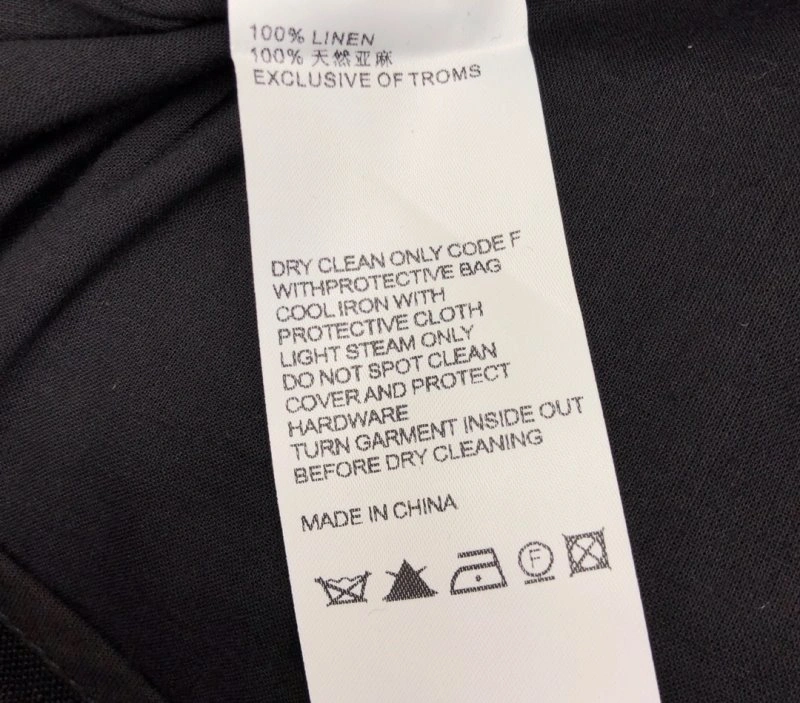 100% LINEN
100% 天然亚麻
EXCLUSIVE OF TROMS
DRY CLEAN ONLY CODE F
WITHPROTECTIVE BAG
COOL IRON WITH
PROTECTIVE CLOTH
LIGHT STEAM ONLY
DO NOT SPOT CLEAN
COVER AND PROTECT
HARDWARE
TURN GARMENT INSIDE OUT
BEFORE DRY CLEANING
MADE IN CHINA
F